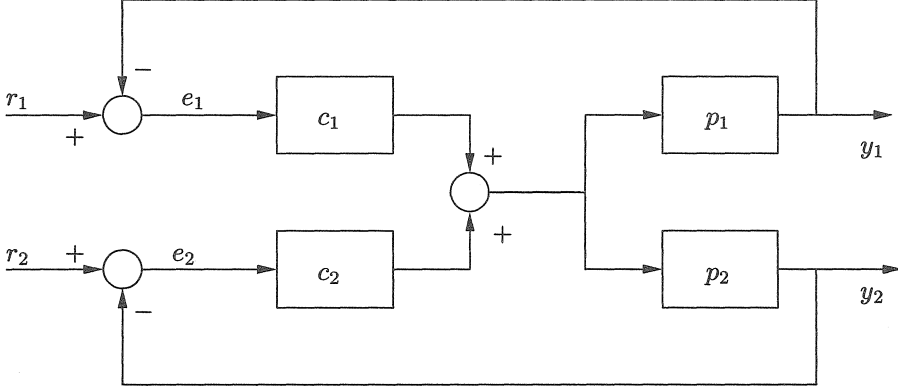 −
r₁ + e₁ c₁ + p₁ y₁
r₂ + e₂ c₂ + p₂ y₂
−